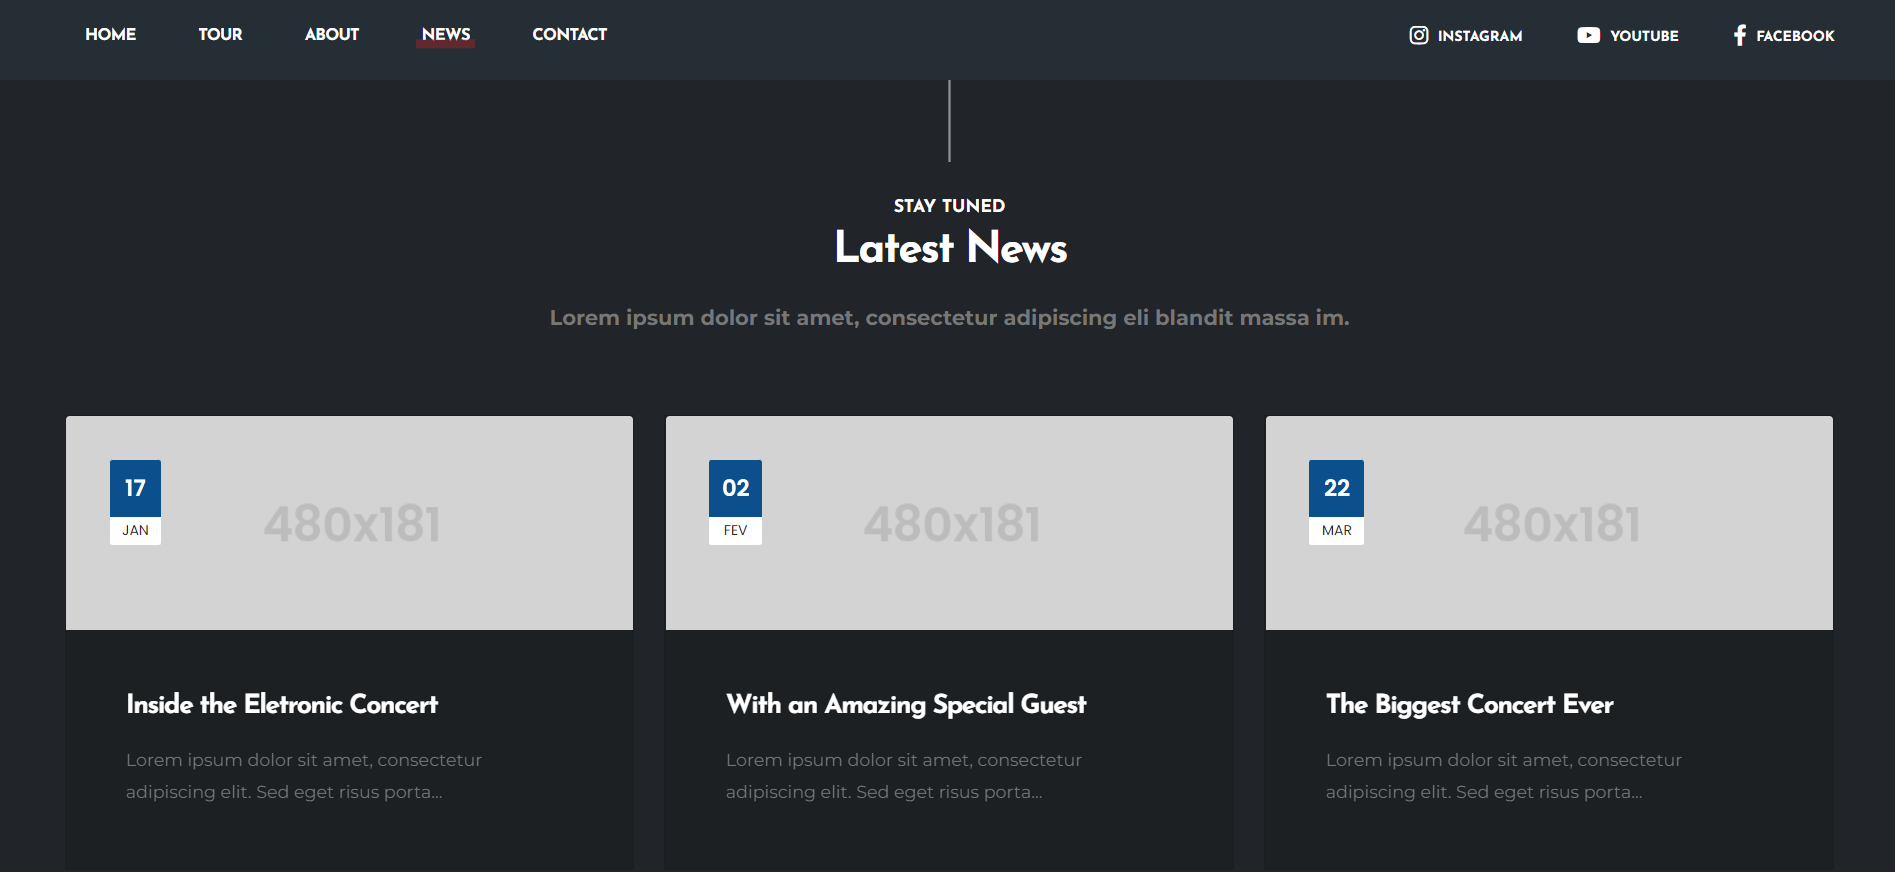 HOME TOUR ABOUT NEWS CONTACT INSTAGRAM YOUTUBE FACEBOOK
STAY TUNED
Latest News
Lorem ipsum dolor sit amet, consectetur adipiscing eli blandit massa im.
17
JAN
480x181
Inside the Eletronic Concert
Lorem ipsum dolor sit amet, consectetur
adipiscing elit. Sed eget risus porta...
02
FEV
480x181
With an Amazing Special Guest
Lorem ipsum dolor sit amet, consectetur
adipiscing elit. Sed eget risus porta...
22
MAR
480x181
The Biggest Concert Ever
Lorem ipsum dolor sit amet, consectetur
adipiscing elit. Sed eget risus porta...